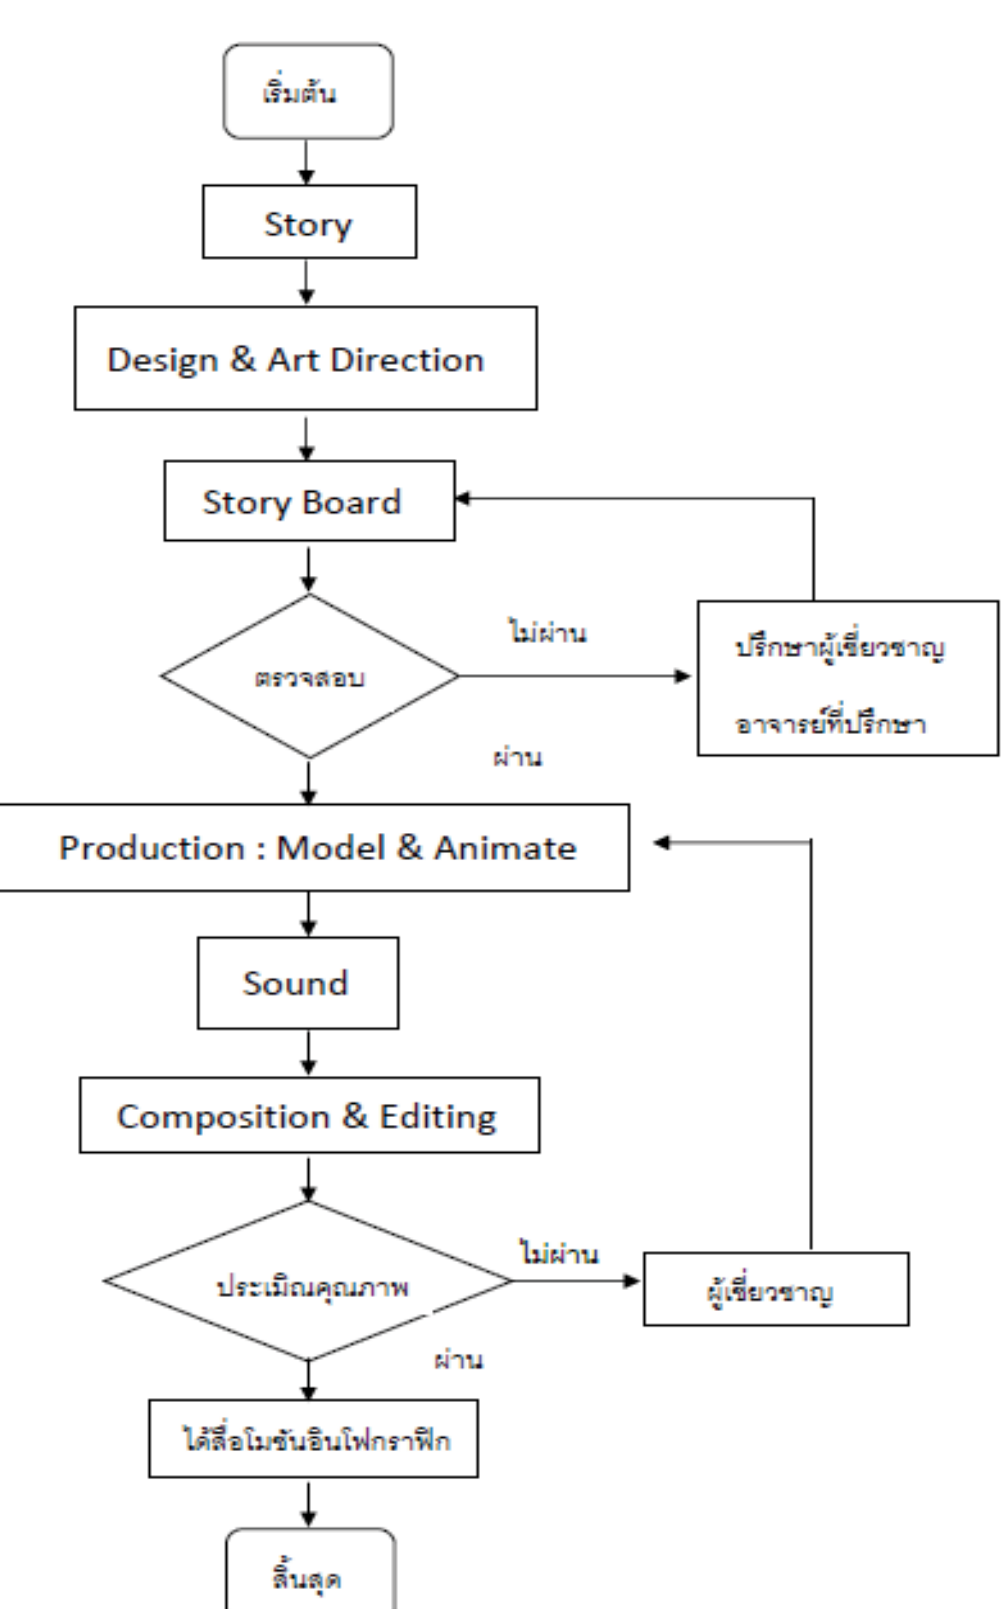 เริ่มต้น
Story
Design & Art Direction
Story Board
ตรวจสอบ
ไม่ผ่าน
ปรึกษาผู้เชี่ยวชาญ
อาจารย์ที่ปรึกษา
ผ่าน
Production : Model & Animate
Sound
Composition & Editing
ประเมิณคุณภาพ
ไม่ผ่าน
ผู้เชี่ยวชาญ
ผ่าน
ได้สื่อโมชันอินโฟกราฟิก
สิ้นสุด